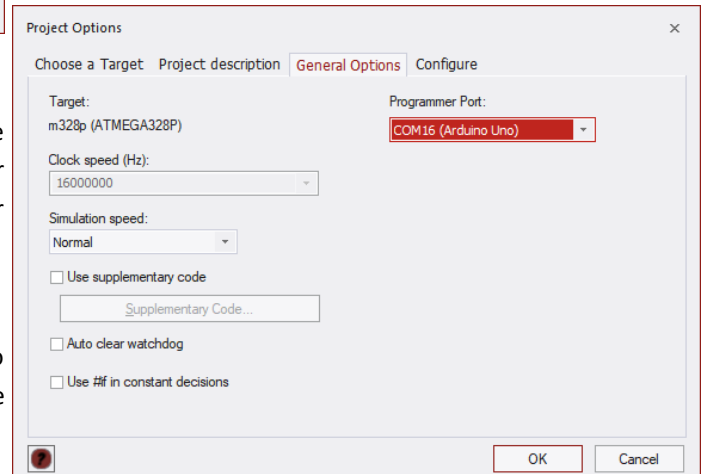 Project Options
Choose a Target Project description General Options Configure
Target:
m328p (ATMEGA328P)
Programmer Port:
COM16 (Arduino Uno)
Clock speed (Hz):
16000000
Simulation speed:
Normal
Use supplementary code
Supplementary Code...
Auto clear watchdog
Use #if in constant decisions
?
OK Cancel